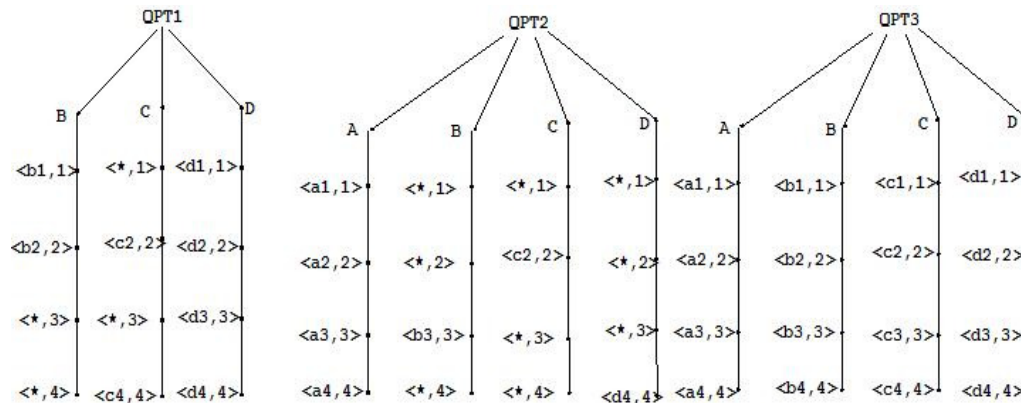 QPT1 QPT2 QPT3
B C D A B C D A B C D
<b1,1> <*,1> <d1,1> <a1,1> <*,1> <*,1> <*,1> <a1,1> <b1,1> <c1,1> <d1,1>
<b2,2> <c2,2> <d2,2> <a2,2> <*,2> <c2,2> <*,2> <a2,2> <b2,2> <c2,2> <d2,2>
<*,3> <*,3> <d3,3> <a3,3> <b3,3> <*,3> <*,3> <a3,3> <b3,3> <c3,3> <d3,3>
<*,4> <c4,4> <d4,4> <a4,4> <*,4> <*,4> <d4,4> <a4,4> <b4,4> <c4,4> <d4,4>